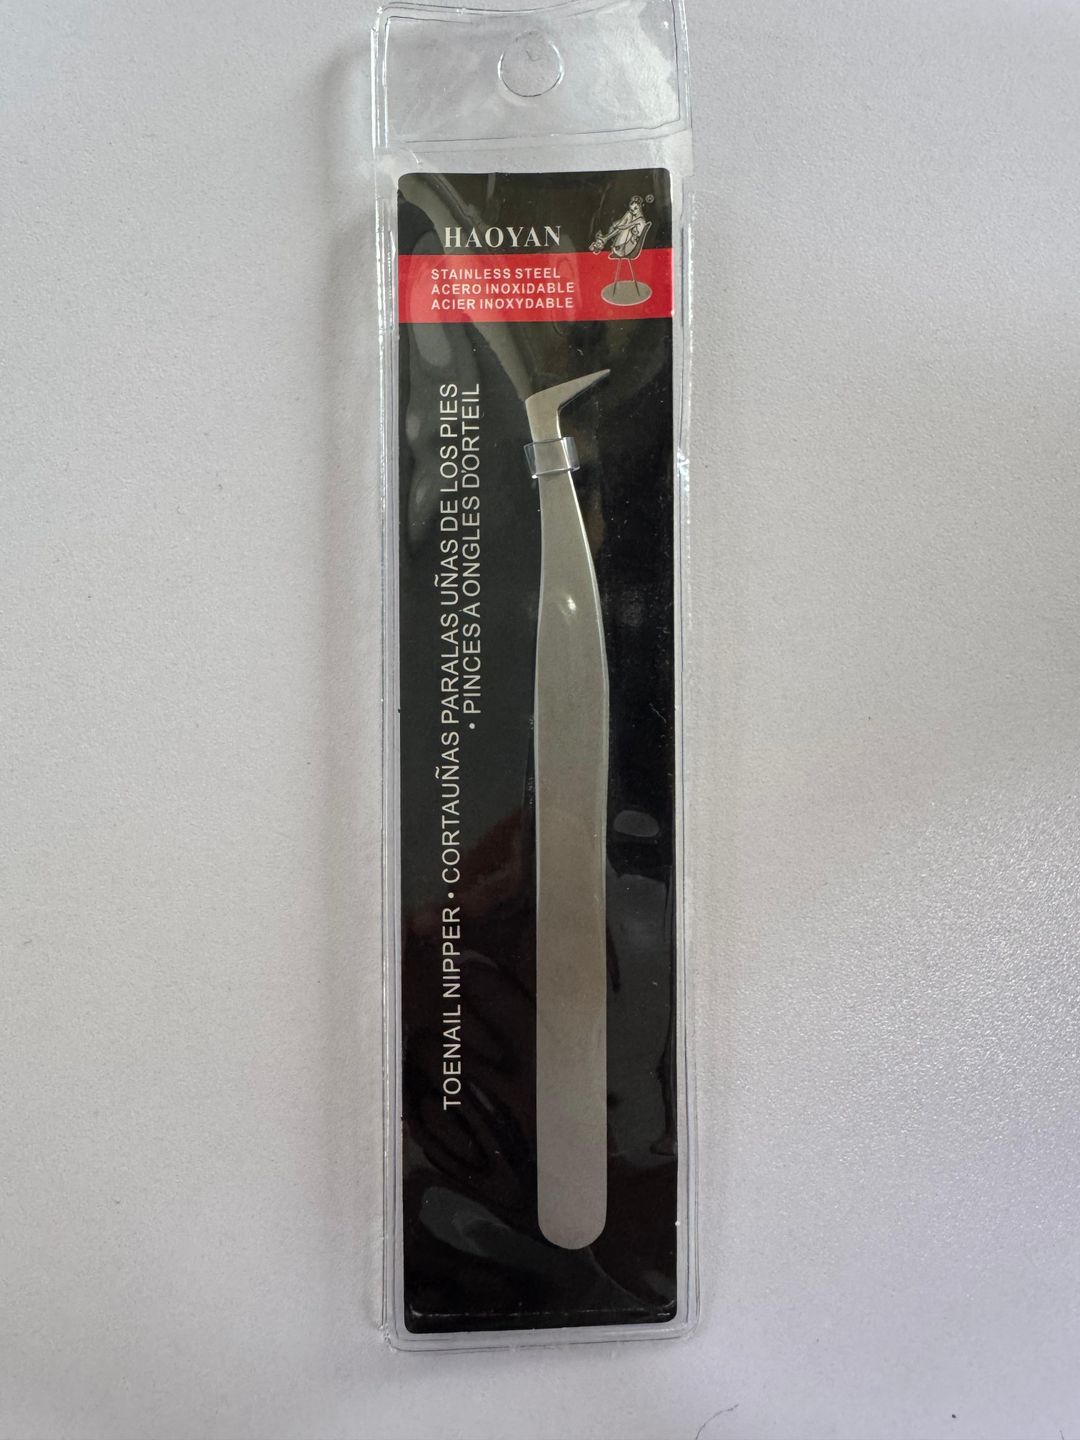 HAOYAN
®
STAINLESS STEEL
ACERO INOXIDABLE
ACIER INOXYDABLE
TOENAIL NIPPER • CORTAUÑAS PARALAS UÑAS DE LOS PIES
• PINCES À ONGLES D'ORTEIL